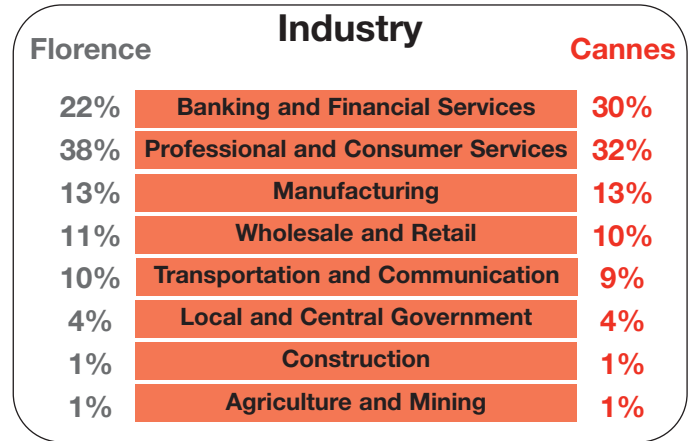 Industry
Florence Cannes
22% Banking and Financial Services 30%
38% Professional and Consumer Services 32%
13% Manufacturing 13%
11% Wholesale and Retail 10%
10% Transportation and Communication 9%
4% Local and Central Government 4%
1% Construction 1%
1% Agriculture and Mining 1%